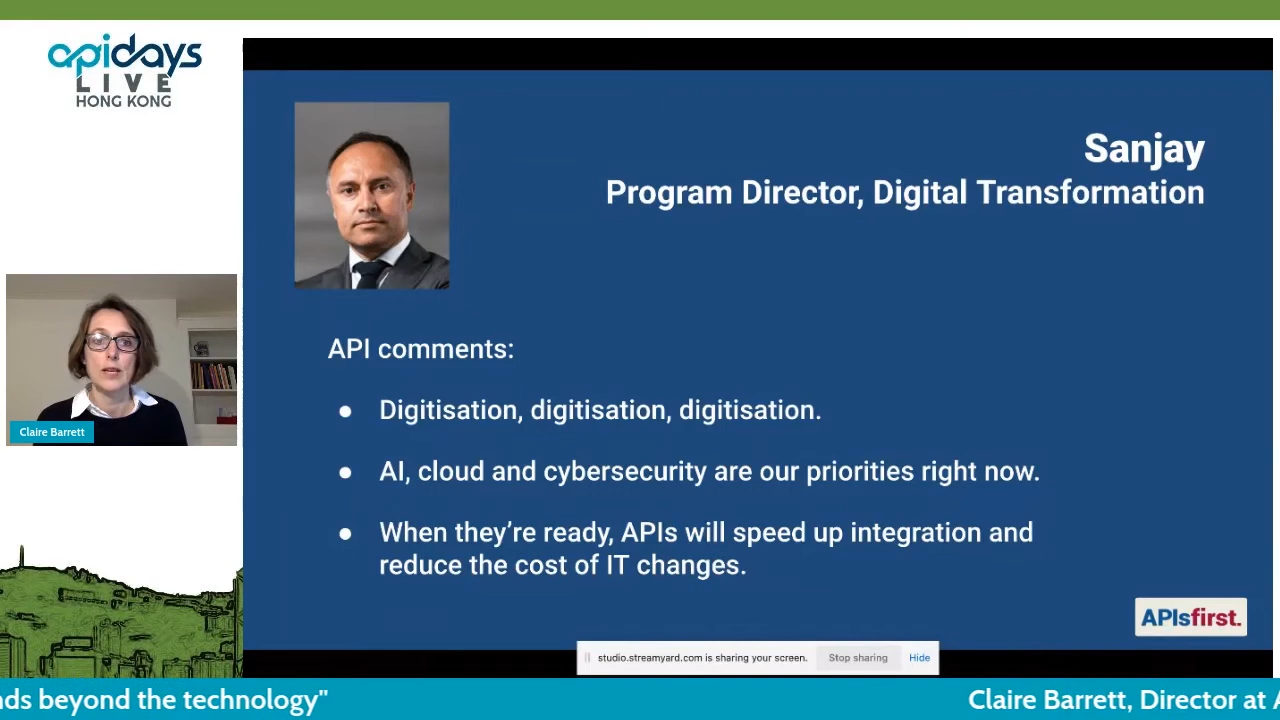 apidays
LIVE
HONG KONG
Sanjay
Program Director, Digital Transformation
Claire Barrett
API comments:
● Digitisation, digitisation, digitisation.
● AI, cloud and cybersecurity are our priorities right now.
● When they’re ready, APIs will speed up integration and
reduce the cost of IT changes.
APIsfirst.
studio.streamyard.com is sharing your screen. Stop sharing Hide
nds beyond the technology" Claire Barrett, Director at A